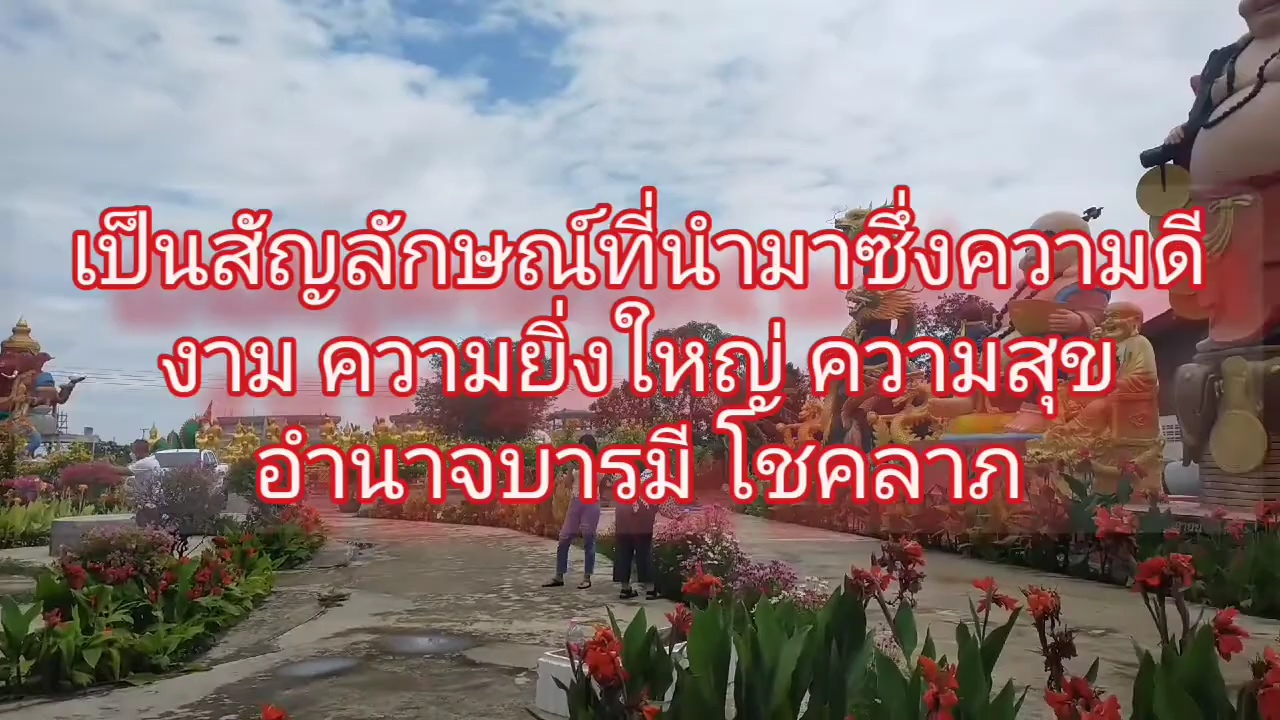 เป็นสัญลักษณ์ที่นำมาซึ่งความดี
งาม ความยิ่งใหญ่ ความสุข
อำนาจบารมี โชคลาภ